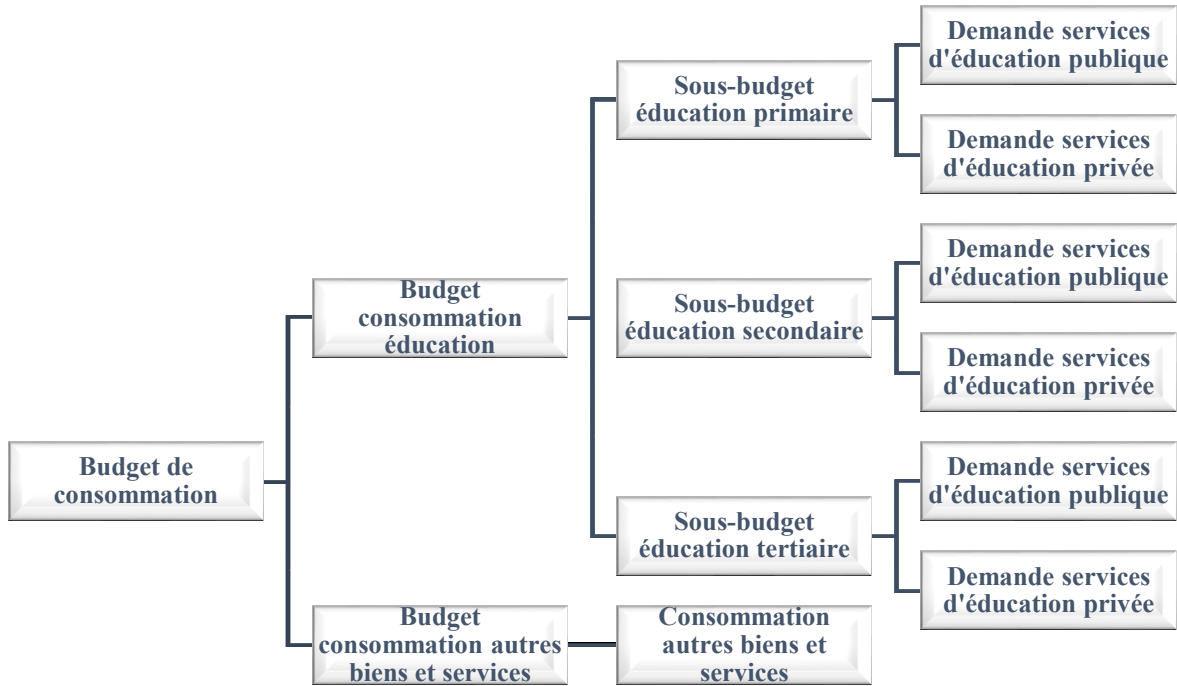 Budget de
consommation
Budget
consommation
éducation
Sous-budget
éducation primaire
Demande services
d'éducation publique
Demande services
d'éducation privée
Sous-budget
éducation secondaire
Demande services
d'éducation publique
Demande services
d'éducation privée
Sous-budget
éducation tertiaire
Demande services
d'éducation publique
Demande services
d'éducation privée
Budget
consommation autres
biens et services
Consommation
autres biens et
services